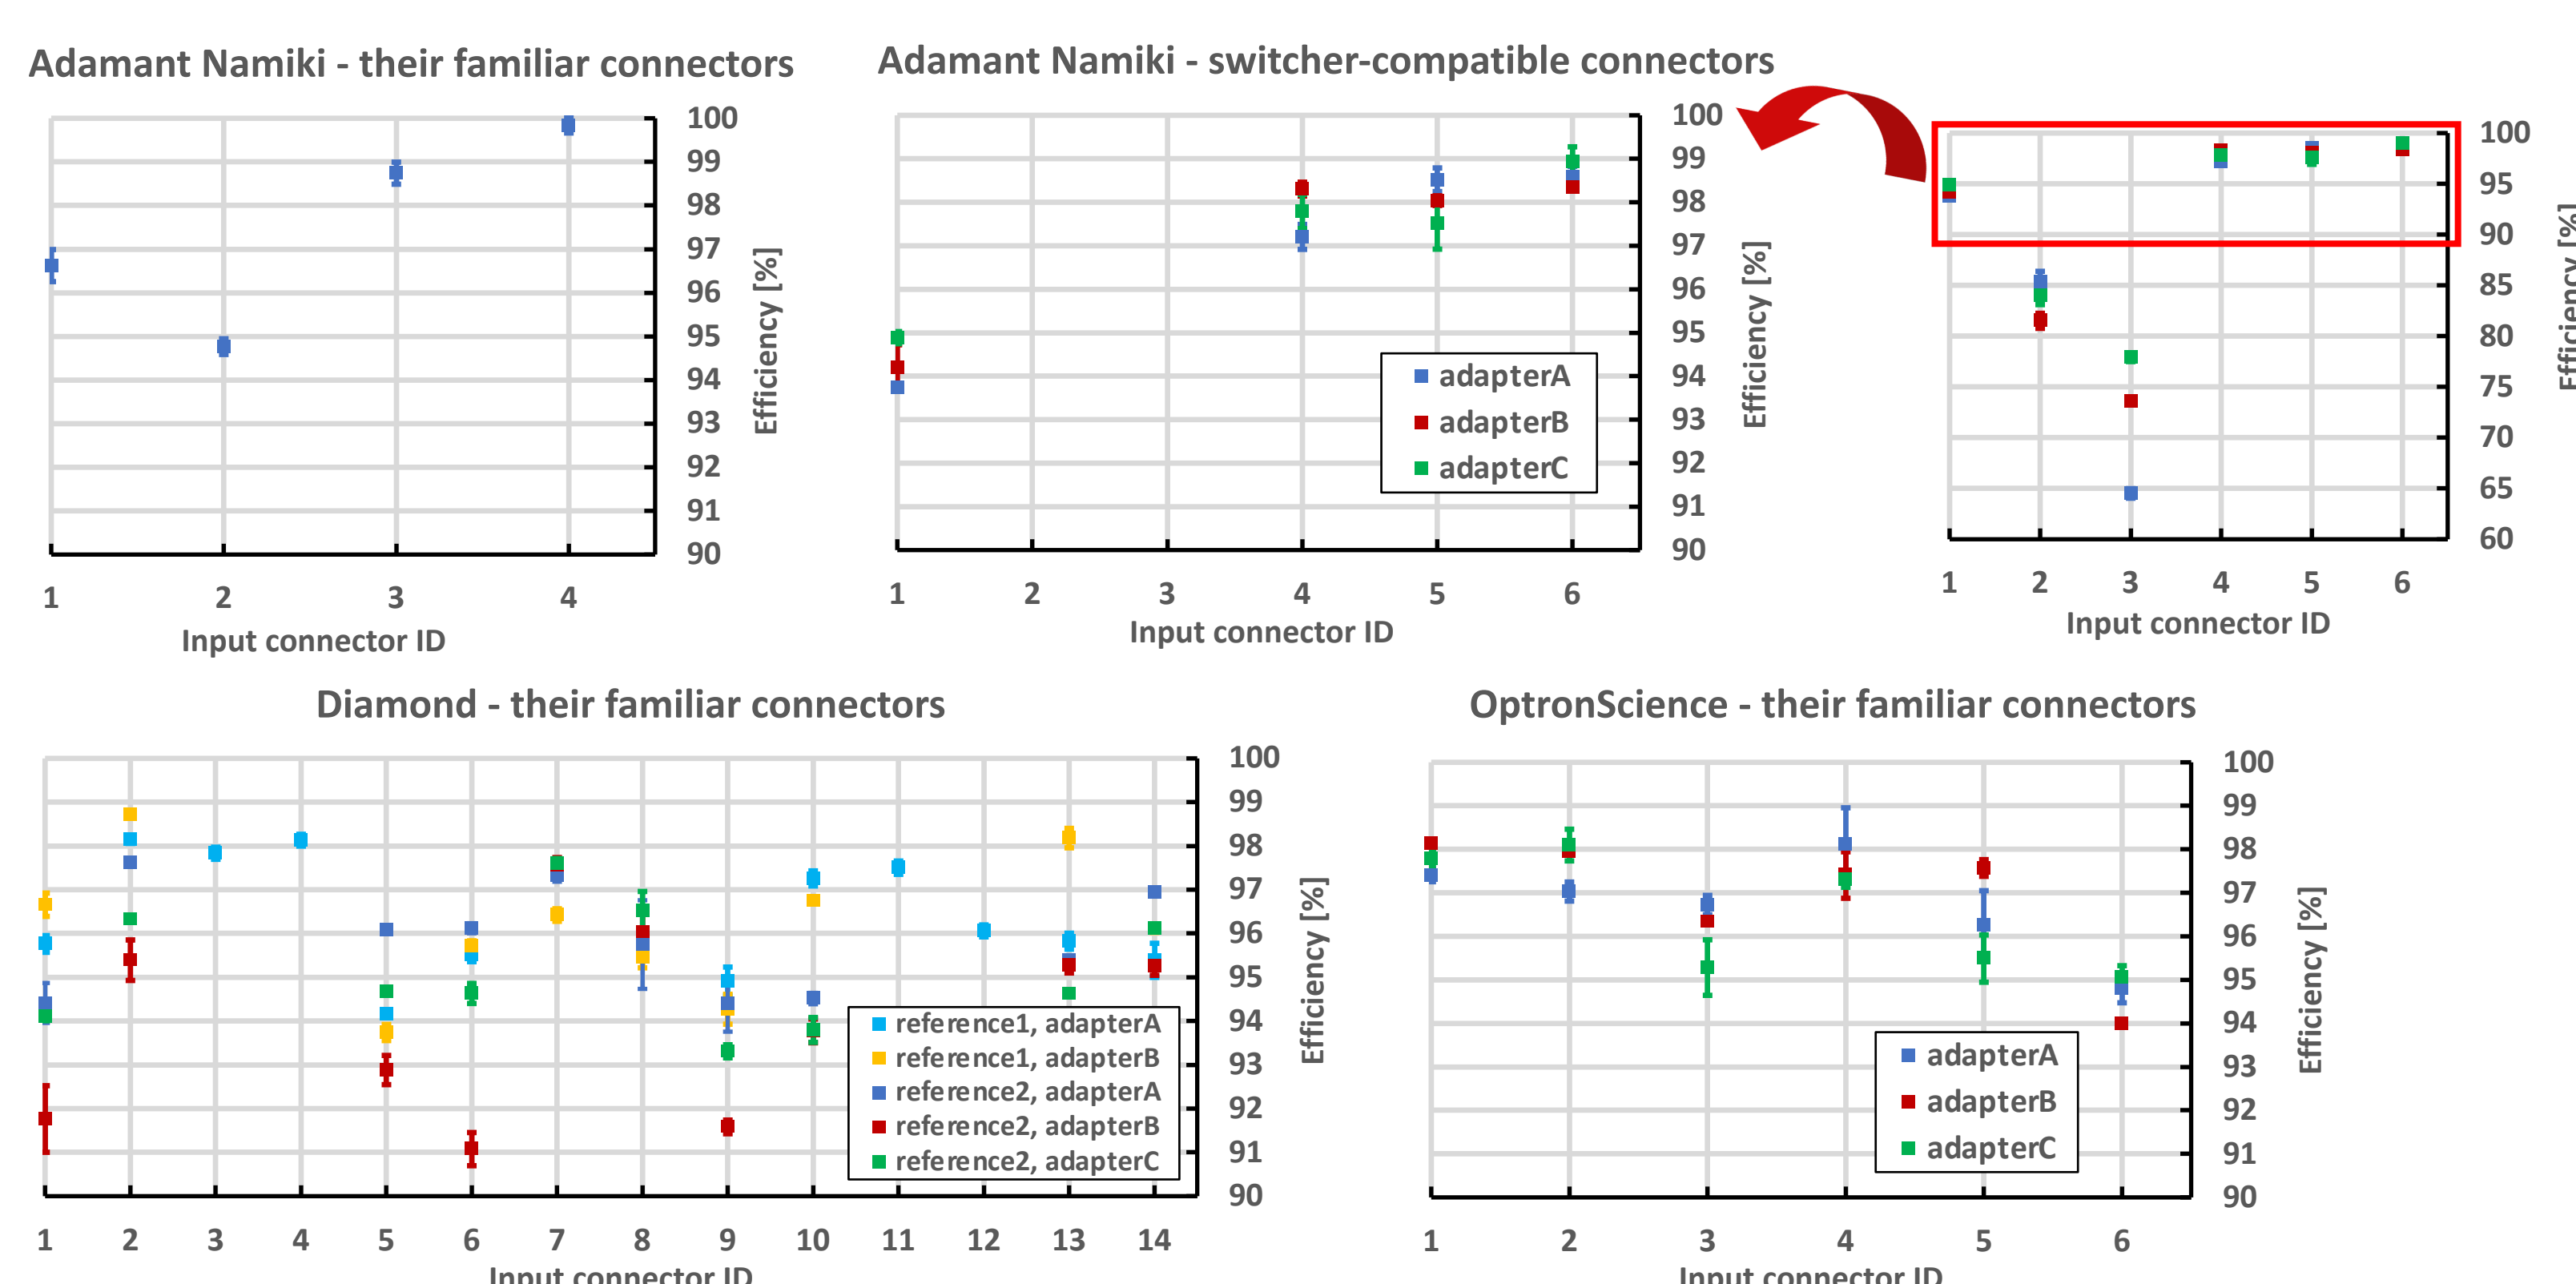 Adamant Namiki - their familiar connectors
100
99
98
97
96
95
94
93
92
91
90
Efficiency [%]
1 2 3 4
Input connector ID
Adamant Namiki - switcher-compatible connectors
100
99
98
97
96
95
94
93
92
91
90
Efficiency [%]
adapterA
adapterB
adapterC
1 2 3 4 5 6
Input connector ID
100
95
90
85
80
75
70
65
60
Efficiency [%]
1 2 3 4 5 6
Input connector ID
Diamond - their familiar connectors
100
99
98
97
96
95
94
93
92
91
90
Efficiency [%]
reference1, adapterA
reference1, adapterB
reference2, adapterA
reference2, adapterB
reference2, adapterC
1 2 3 4 5 6 7 8 9 10 11 12 13 14
Input connector ID
OptronScience - their familiar connectors
100
99
98
97
96
95
94
93
92
91
90
Efficiency [%]
adapterA
adapterB
adapterC
1 2 3 4 5 6
Input connector ID